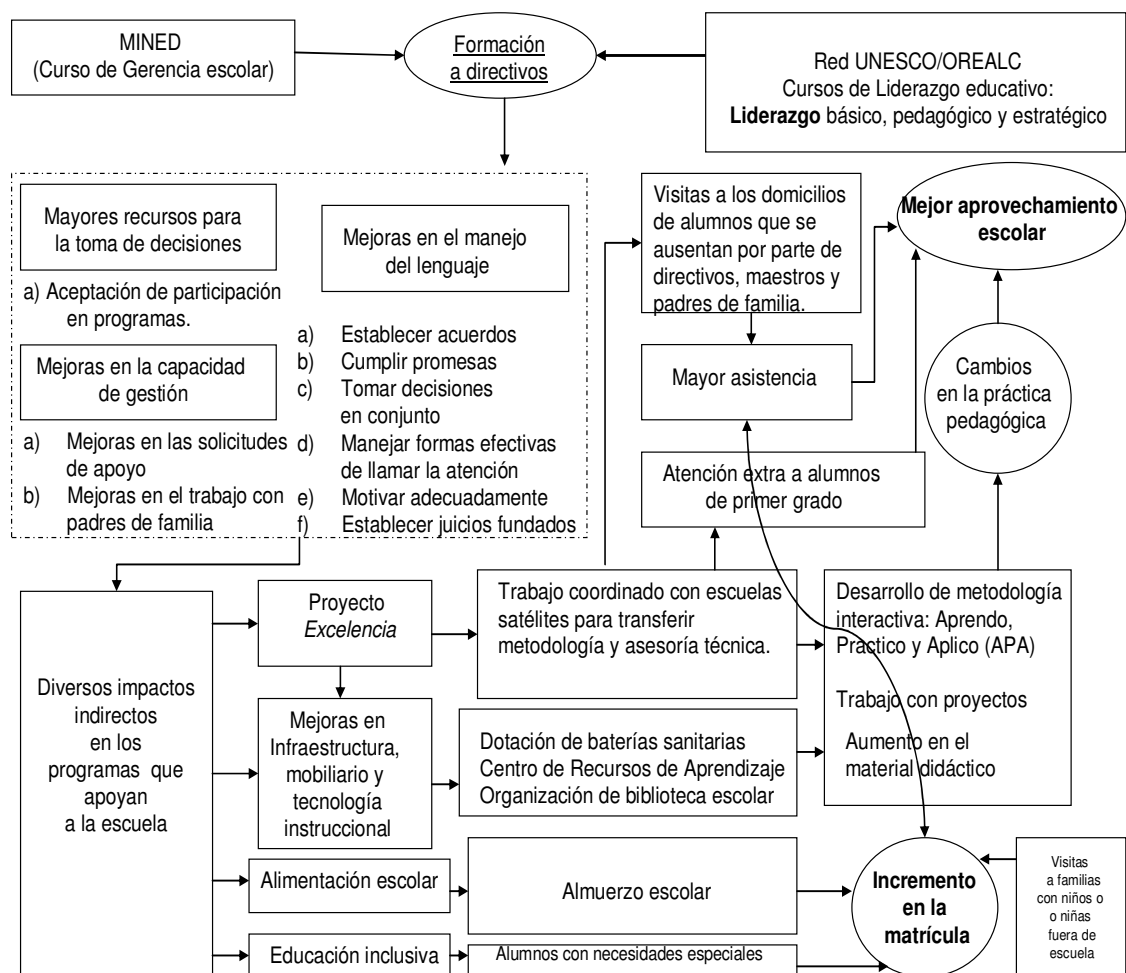 MINED
(Curso de Gerencia escolar)
Formación
a directivos
Red UNESCO/OREALC
Cursos de Liderazgo educativo:
Liderazgo básico, pedagógico y estratégico
Mayores recursos para
la toma de decisiones
a) Aceptación de participación
en programas.
Mejoras en la capacidad
de gestión
a) Mejoras en las solicitudes
de apoyo
b) Mejoras en el trabajo con
padres de familia
Mejoras en el manejo
del lenguaje
a) Establecer acuerdos
b) Cumplir promesas
c) Tomar decisiones
en conjunto
d) Manejar formas efectivas
de llamar la atención
e) Motivar adecuadamente
f) Establecer juicios fundados
Visitas a los domicilios
de alumnos que se
ausentan por parte de
directivos, maestros y
padres de familia.
Mejor aprovechamiento
escolar
Mayor asistencia
Cambios
en la práctica
pedagógica
Atención extra a alumnos
de primer grado
Diversos impactos
indirectos
en los
programas que
apoyan
a la escuela
Proyecto
Excelencia
Trabajo coordinado con escuelas
satélites para transferir
metodología y asesoría técnica.
Desarrollo de metodología
interactiva: Aprendo,
Practico y Aplico (APA)
Trabajo con proyectos
Aumento en el
material didáctico
Mejoras en
Infraestructura,
mobiliario y
tecnología
instruccional
Dotación de baterías sanitarias
Centro de Recursos de Aprendizaje
Organización de biblioteca escolar
Alimentación escolar
Almuerzo escolar
Incremento
en la
matrícula
Visitas
a familias
con niños o
o niñas
fuera de
escuela
Educación inclusiva
Alumnos con necesidades especiales